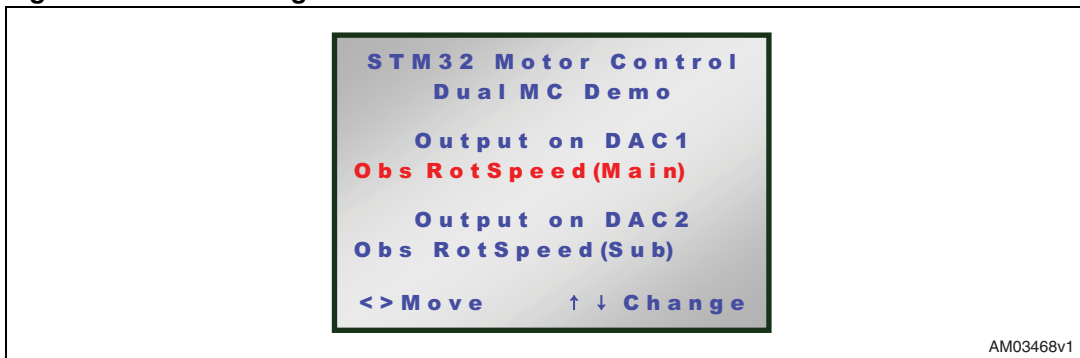 STM32 Motor Control
Dual MC Demo
Output on DAC1
Obs RotSpeed(Main)
Output on DAC2
Obs RotSpeed(Sub)
<>Move ↑↓Change
AM03468v1